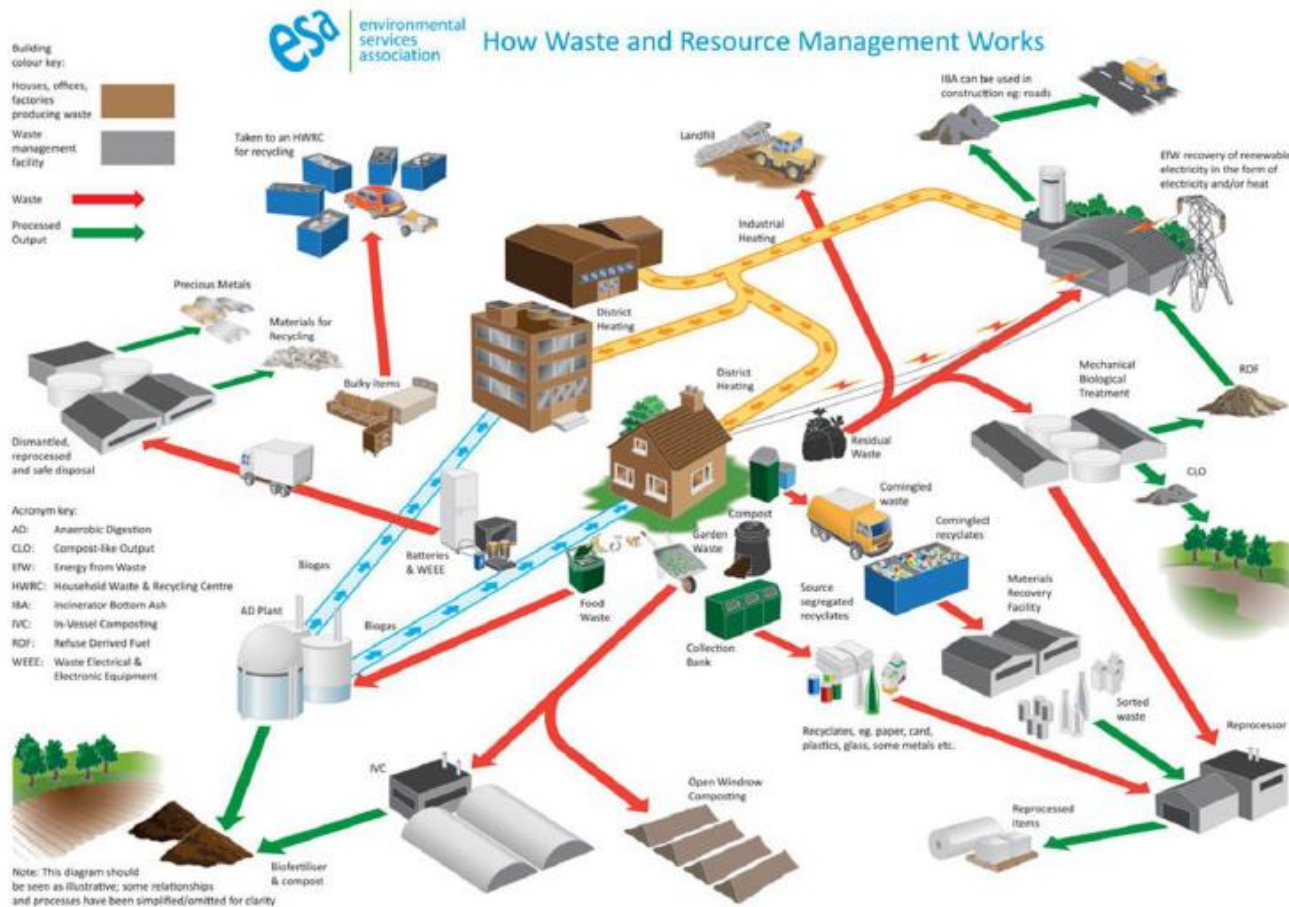 esa
environmental
services
association
How Waste and Resource Management Works
Building
colour key:
Houses, offices,
factories
producing waste
Waste
management
facility
Waste
Processed
Output
Taken to an HWRC
for recycling
Landfill
IBA can be used in
construction eg: roads
EfW recovery of renewable
electricity in the form of
electricity and/or heat
Industrial
Heating
Precious Metals
Materials for
Recycling
District
Heating
Bulky items
District
Heating
Mechanical
Biological
Treatment
RDF
Dismantled,
reprocessed
and safe disposal
Residual
Waste
CLO
Comingled
waste
Acronym key:
AD: Anaerobic Digestion
CLO: Compost-like Output
EfW: Energy from Waste
HWRC: Household Waste & Recycling Centre
IBA: Incinerator Bottom Ash
IVC: In-Vessel Composting
RDF: Refuse Derived Fuel
WEEE: Waste Electrical &
Electronic Equipment
Compost
Garden
Waste
Comingled
recyclates
Batteries
& WEEE
Biogas
Materials
Recovery
Facility
AD Plant
Biogas
Food
Waste
Source
segregated
recyclates
Collection
Bank
Sorted
waste
Recyclates, eg. paper, card,
plastics, glass, some metals etc.
Reprocessor
IVC
Open Windrow
Composting
Reprocessed
items
Biofertiliser
& compost
Note: This diagram should
be seen as illustrative; some relationships
and processes have been simplified/omitted for clarity